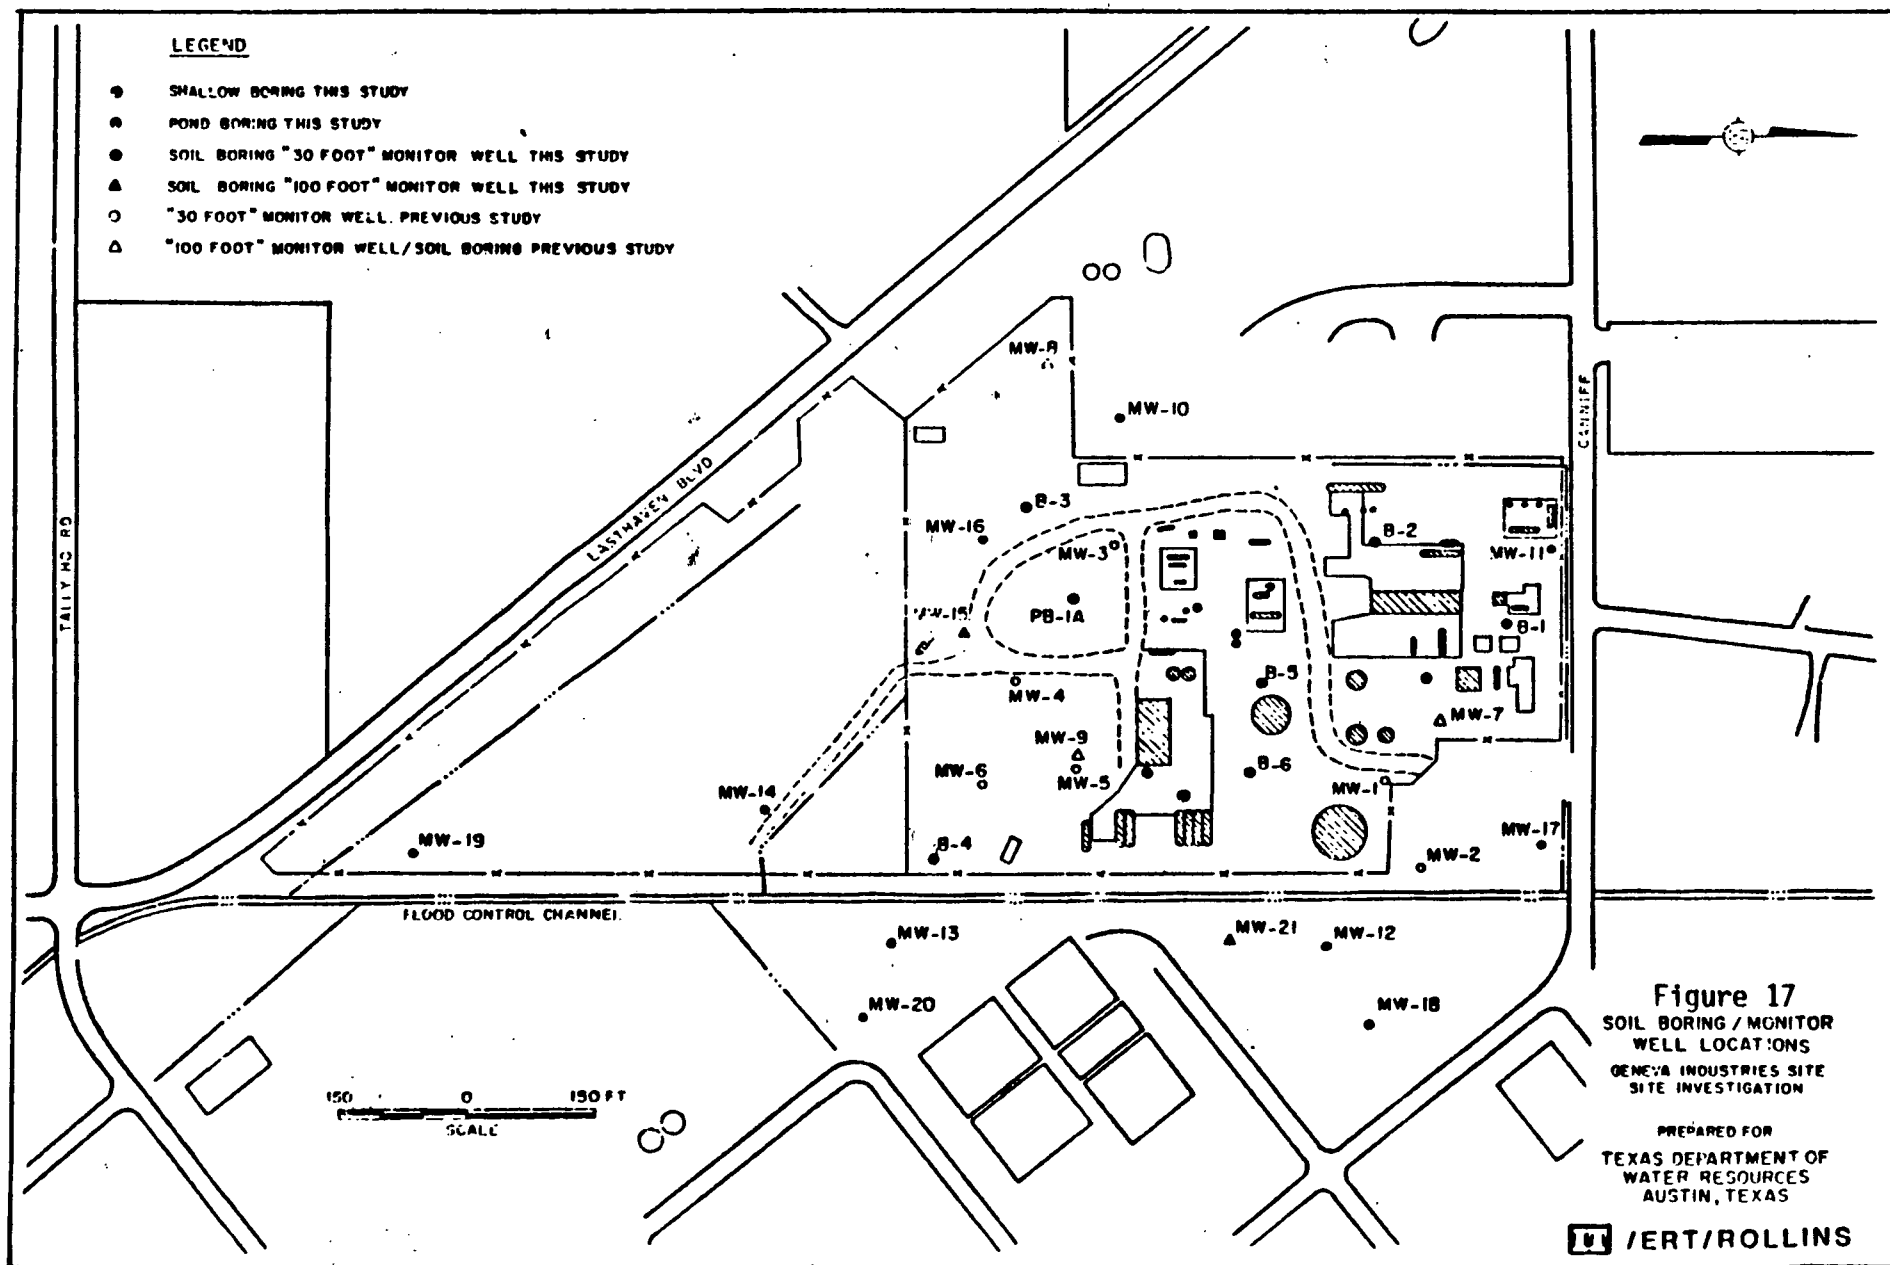 LEGEND
SHALLOW BORING THIS STUDY
POND BORING THIS STUDY
SOIL BORING "30 FOOT" MONITOR WELL THIS STUDY
SOIL BORING "100 FOOT" MONITOR WELL THIS STUDY
"30 FOOT" MONITOR WELL. PREVIOUS STUDY
"100 FOOT" MONITOR WELL/SOIL BORING PREVIOUS STUDY
TALLY HO RD
LASTHAVEN BLVD
CANNIFF
MW-8
MW-10
B-3
MW-16
MW-3
B-2
MW-11
PB-1A
MW-15
B-1
MW-4
B-5
MW-7
MW-9
MW-6
MW-5
B-6
MW-1
MW-14
MW-19
B-4
MW-2
MW-17
FLOOD CONTROL CHANNEL
MW-13
MW-21
MW-12
MW-20
MW-18
150 0 150 FT
SCALE
Figure 17
SOIL BORING / MONITOR
WELL LOCATIONS
GENEVA INDUSTRIES SITE
SITE INVESTIGATION
PREPARED FOR
TEXAS DEPARTMENT OF
WATER RESOURCES
AUSTIN, TEXAS
/ERT/ROLLINS